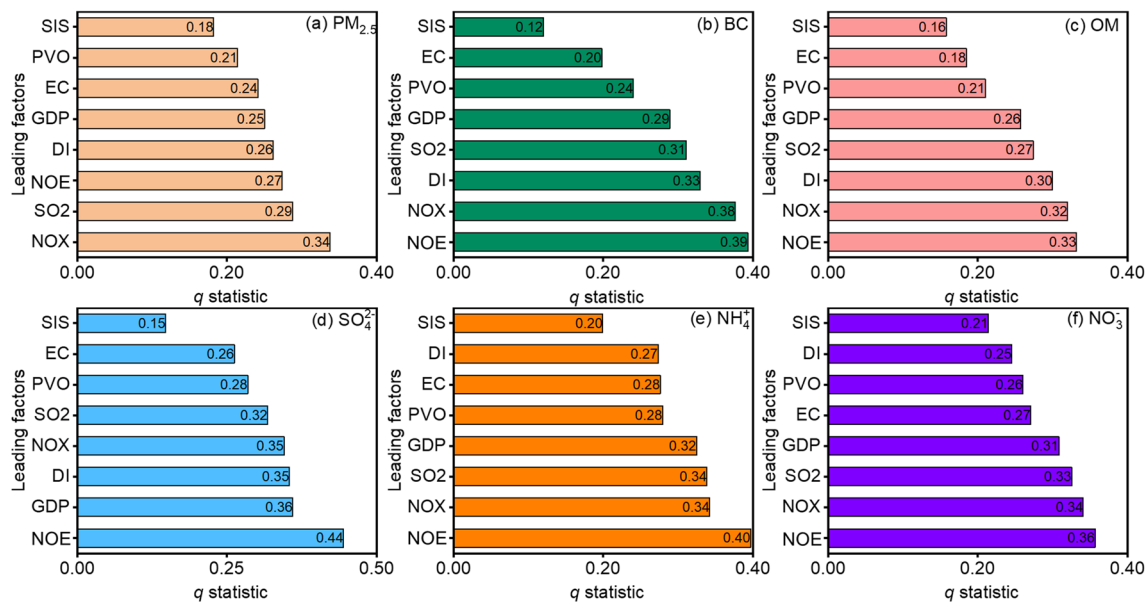 (a) PM2.5
Leading factors
SIS 0.18
PVO 0.21
EC 0.24
GDP 0.25
DI 0.26
NOE 0.27
SO2 0.29
NOX 0.34
0.00 0.20 0.40
q statistic
(b) BC
Leading factors
SIS 0.12
EC 0.20
PVO 0.24
GDP 0.29
SO2 0.31
DI 0.33
NOX 0.38
NOE 0.39
0.00 0.20 0.40
q statistic
(c) OM
Leading factors
SIS 0.16
EC 0.18
PVO 0.21
GDP 0.26
SO2 0.27
DI 0.30
NOX 0.32
NOE 0.33
0.00 0.20 0.40
q statistic
(d) SO₄²⁻
Leading factors
SIS 0.15
EC 0.26
PVO 0.28
SO2 0.32
NOX 0.35
DI 0.35
GDP 0.36
NOE 0.44
0.00 0.25 0.50
q statistic
(e) NH₄⁺
Leading factors
SIS 0.20
DI 0.27
EC 0.28
PVO 0.28
GDP 0.32
SO2 0.34
NOX 0.34
NOE 0.40
0.00 0.20 0.40
q statistic
(f) NO₃⁻
Leading factors
SIS 0.21
DI 0.25
PVO 0.26
EC 0.27
GDP 0.31
SO2 0.33
NOX 0.34
NOE 0.36
0.00 0.20 0.40
q statistic